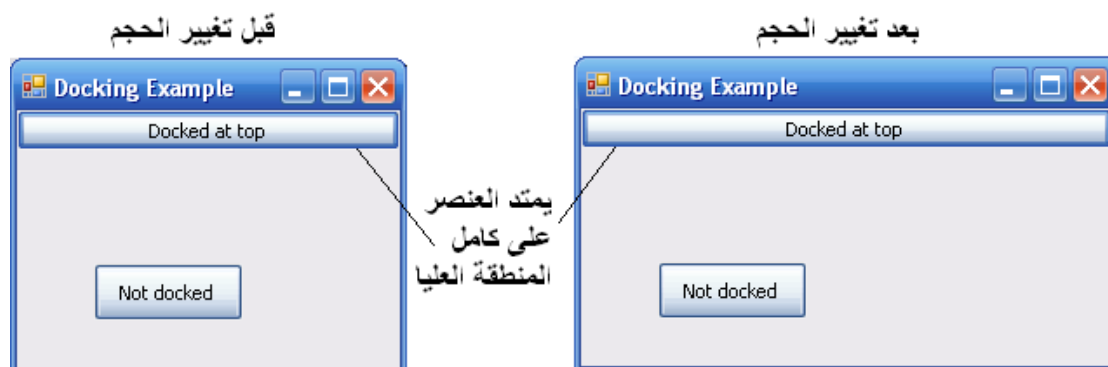 قبل تغيير الحجم
بعد تغيير الحجم
Docking Example
Docking Example
Docked at top
Docked at top
يمتد العنصر
على كامل
المنطقة العليا
Not docked
Not docked